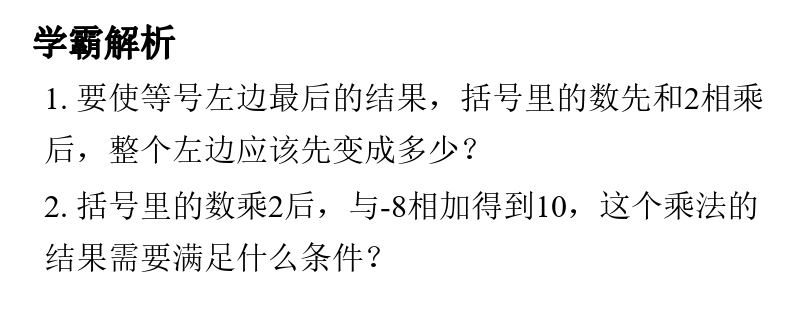 学霸解析
1. 要使等号左边最后的结果，括号里的数先和2相乘
后，整个左边应该先变成多少？
2. 括号里的数乘2后，与-8相加得到10，这个乘法的
结果需要满足什么条件？